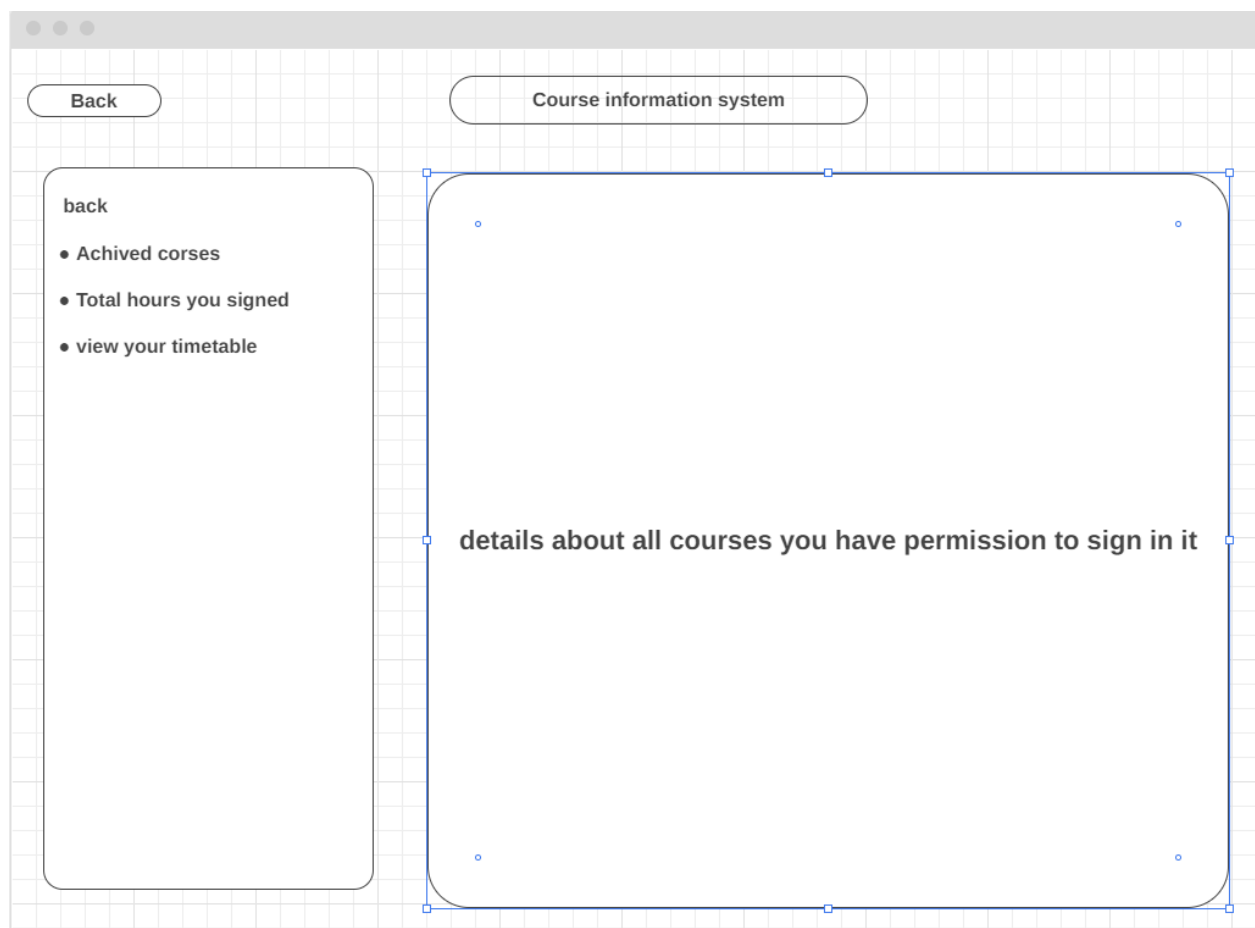 Back
Course information system
back
● Achived corses
● Total hours you signed
● view your timetable
details about all courses you have permission to sign in it